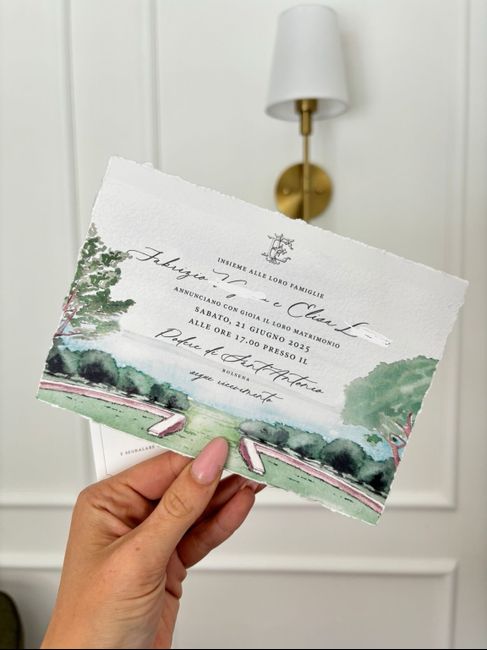 INSIEME ALLE LORO FAMIGLIE
Fabrizio e Elisa
ANNUNCIANO CON GIOIA IL LORO MATRIMONIO
SABATO, 21 GIUGNO 2025
ALLE ORE 17.00 PRESSO IL
Podere di Sant'Antonio
BOLSENA
segue ricevimento
E SEGNALARE